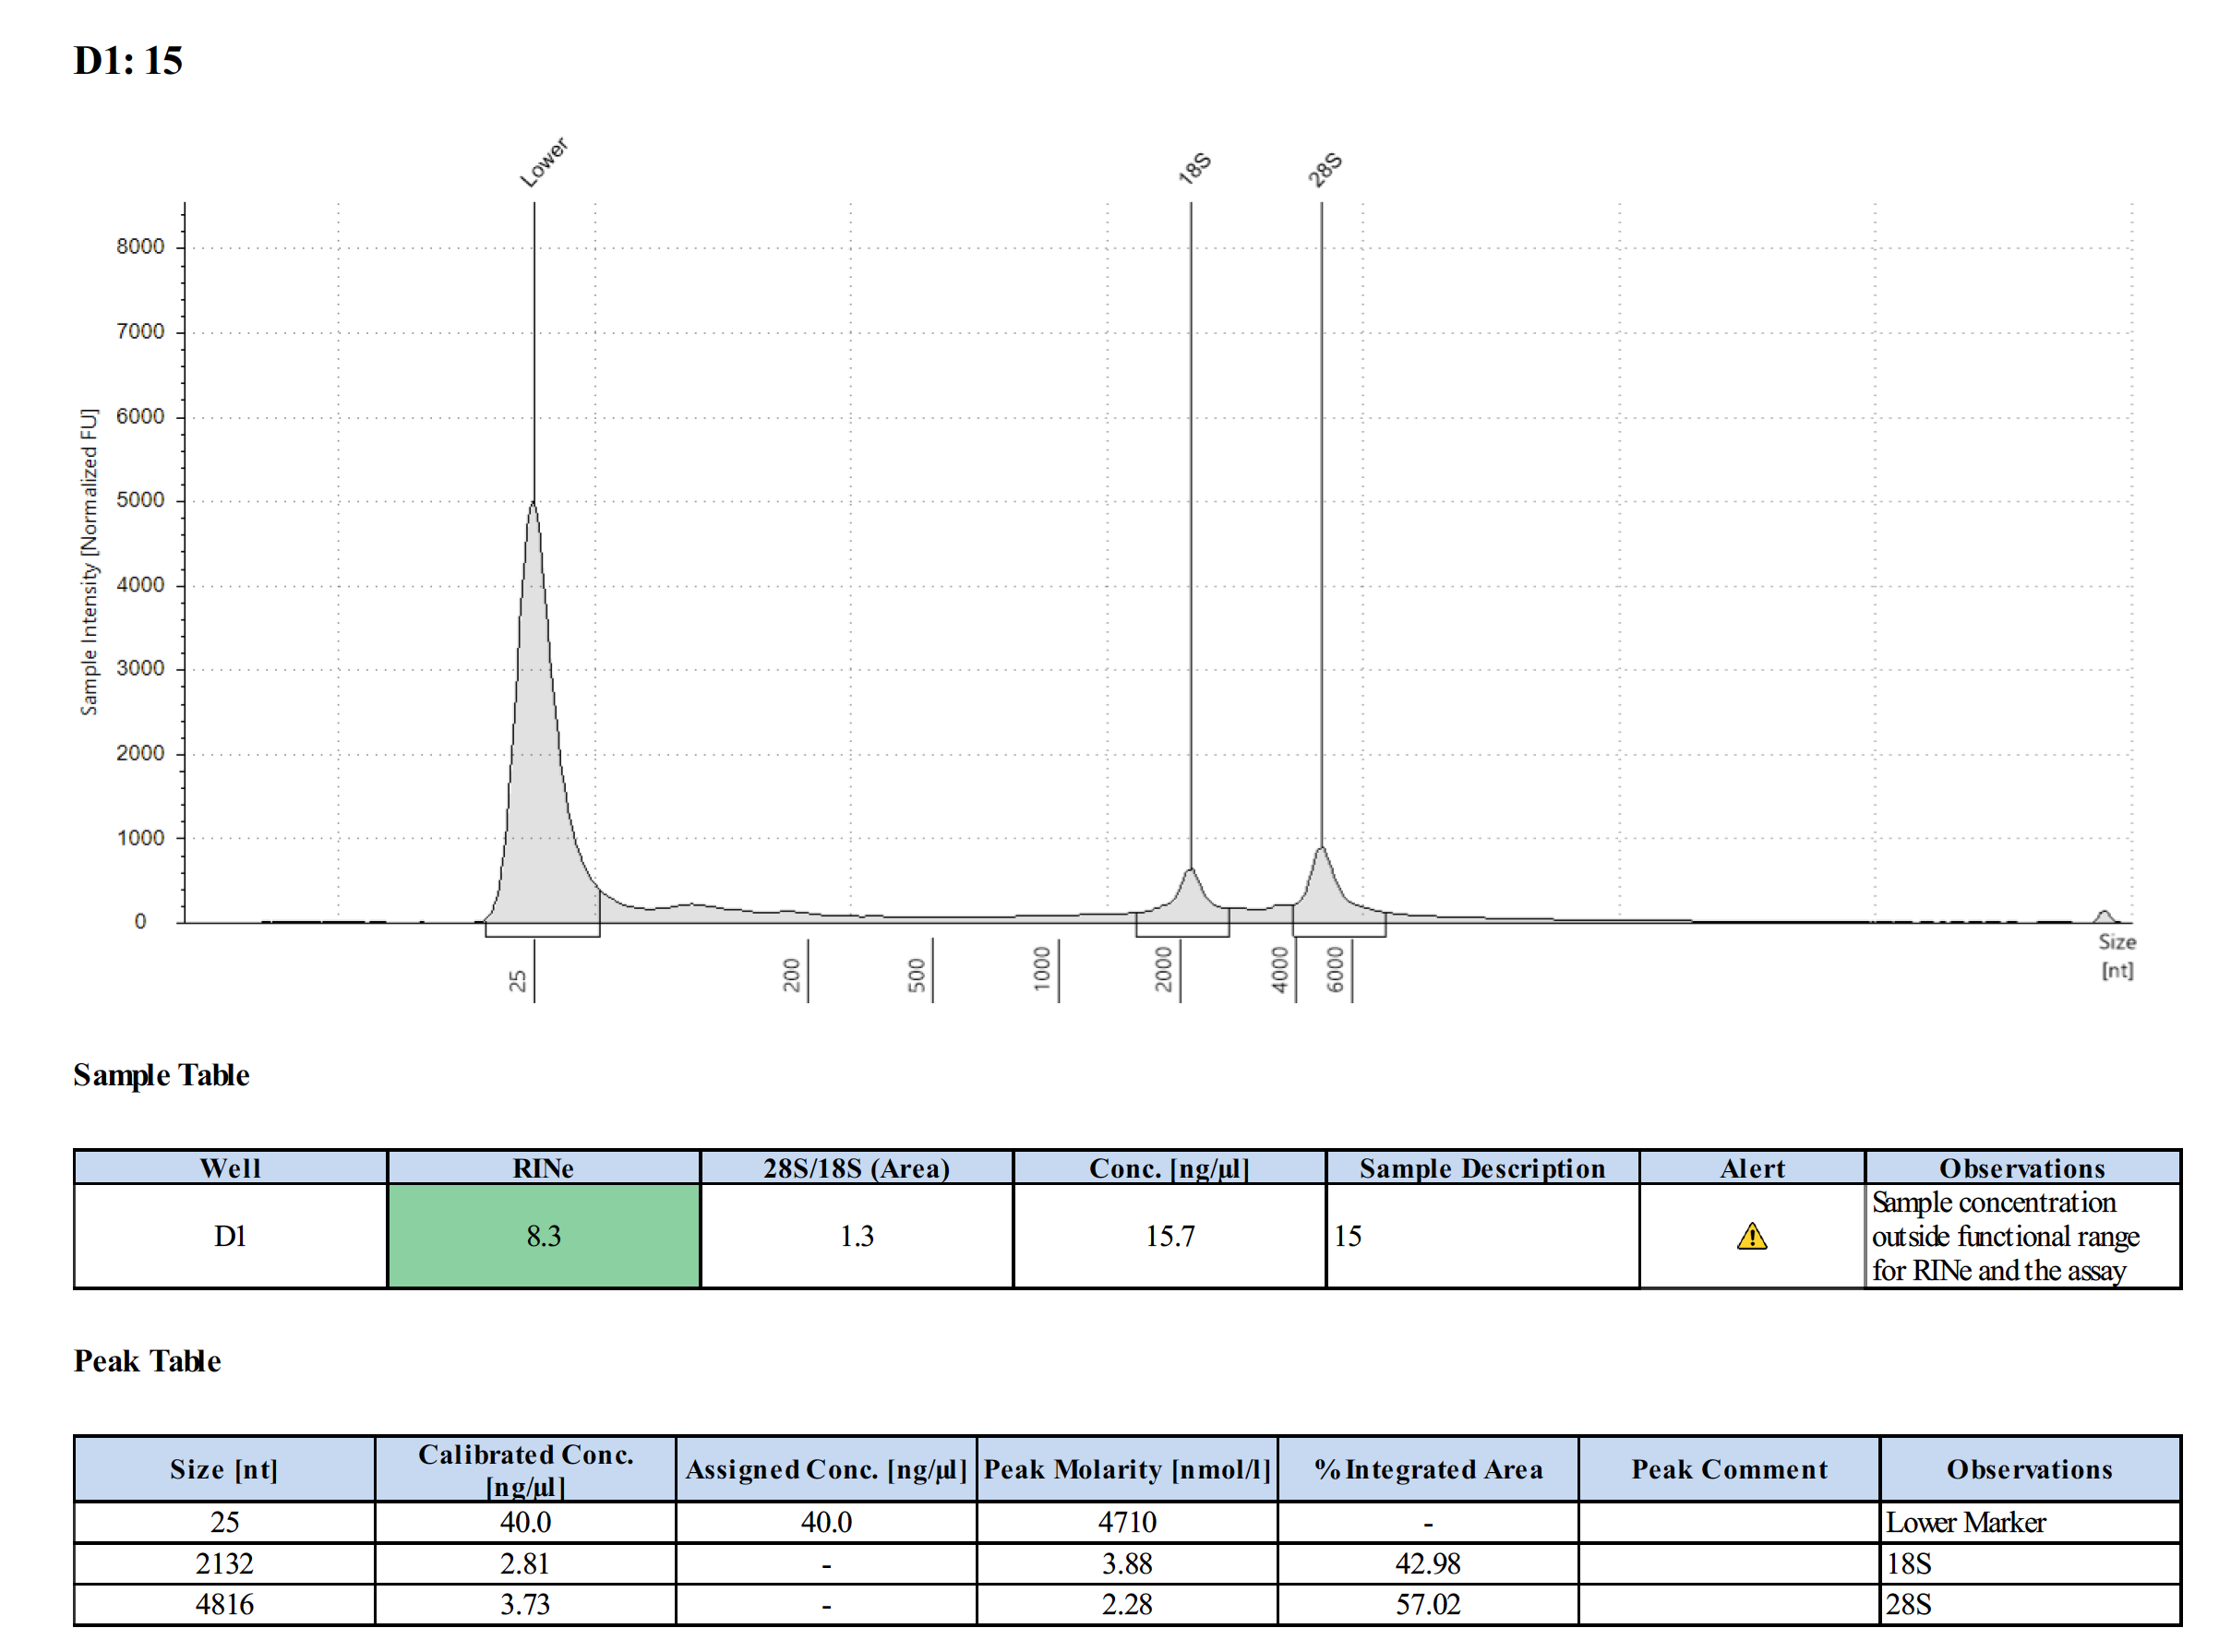 D1: 15
Lower
18S
28S
Sample Intensity [Normalized FU]
8000
7000
6000
5000
4000
3000
2000
1000
0
25
200
500
1000
2000
4000
6000
Size
[nt]
Sample Table
Well RINe 28S/18S (Area) Conc. [ng/µl] Sample Description Alert Observations
D1 8.3 1.3 15.7 15 Sample concentration
outside functional range
for RINe and the assay
Peak Table
Size [nt] Calibrated Conc. [ng/µl] Assigned Conc. [ng/µl] Peak Molarity [nmol/l] % Integrated Area Peak Comment Observations
25 40.0 40.0 4710 - Lower Marker
2132 2.81 - 3.88 42.98 18S
4816 3.73 - 2.28 57.02 28S